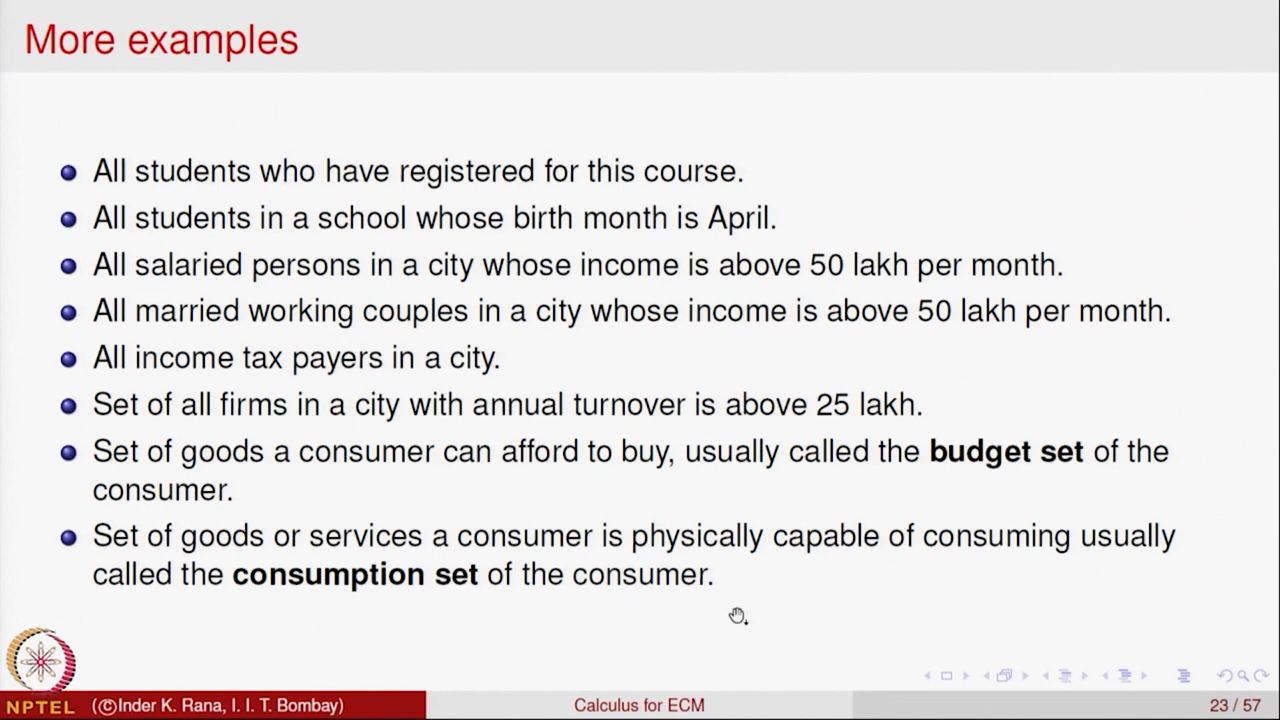 More examples
All students who have registered for this course.
All students in a school whose birth month is April.
All salaried persons in a city whose income is above 50 lakh per month.
All married working couples in a city whose income is above 50 lakh per month.
All income tax payers in a city.
Set of all firms in a city with annual turnover is above 25 lakh.
Set of goods a consumer can afford to buy, usually called the budget set of the
consumer.
Set of goods or services a consumer is physically capable of consuming usually
called the consumption set of the consumer.
NPTEL (©Inder K. Rana, I. I. T. Bombay) Calculus for ECM 23 / 57